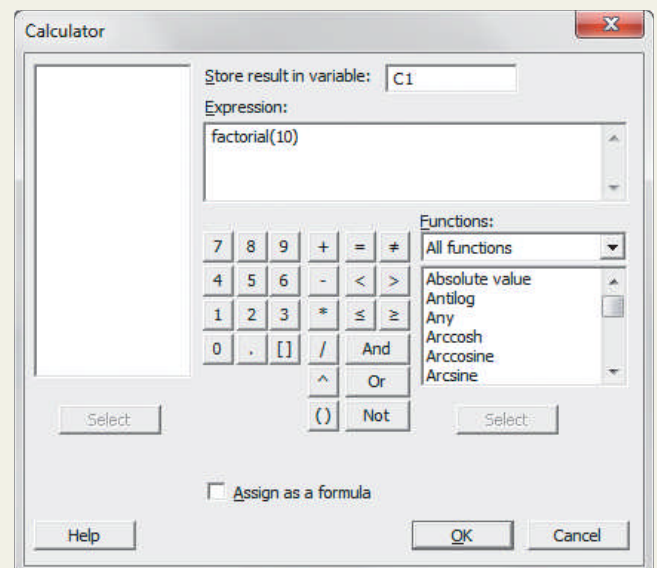 Calculator
X
Store result in variable: C1
Expression:
factorial(10)
Functions:
7 8 9 + = ≠ All functions
4 5 6 - < > Absolute value
Antilog
1 2 3 * ≤ ≥ Any
Arccosh
0 . [] / And Arccosine
Arcsine
^ Or
Select () Not Select
Assign as a formula
Help OK Cancel